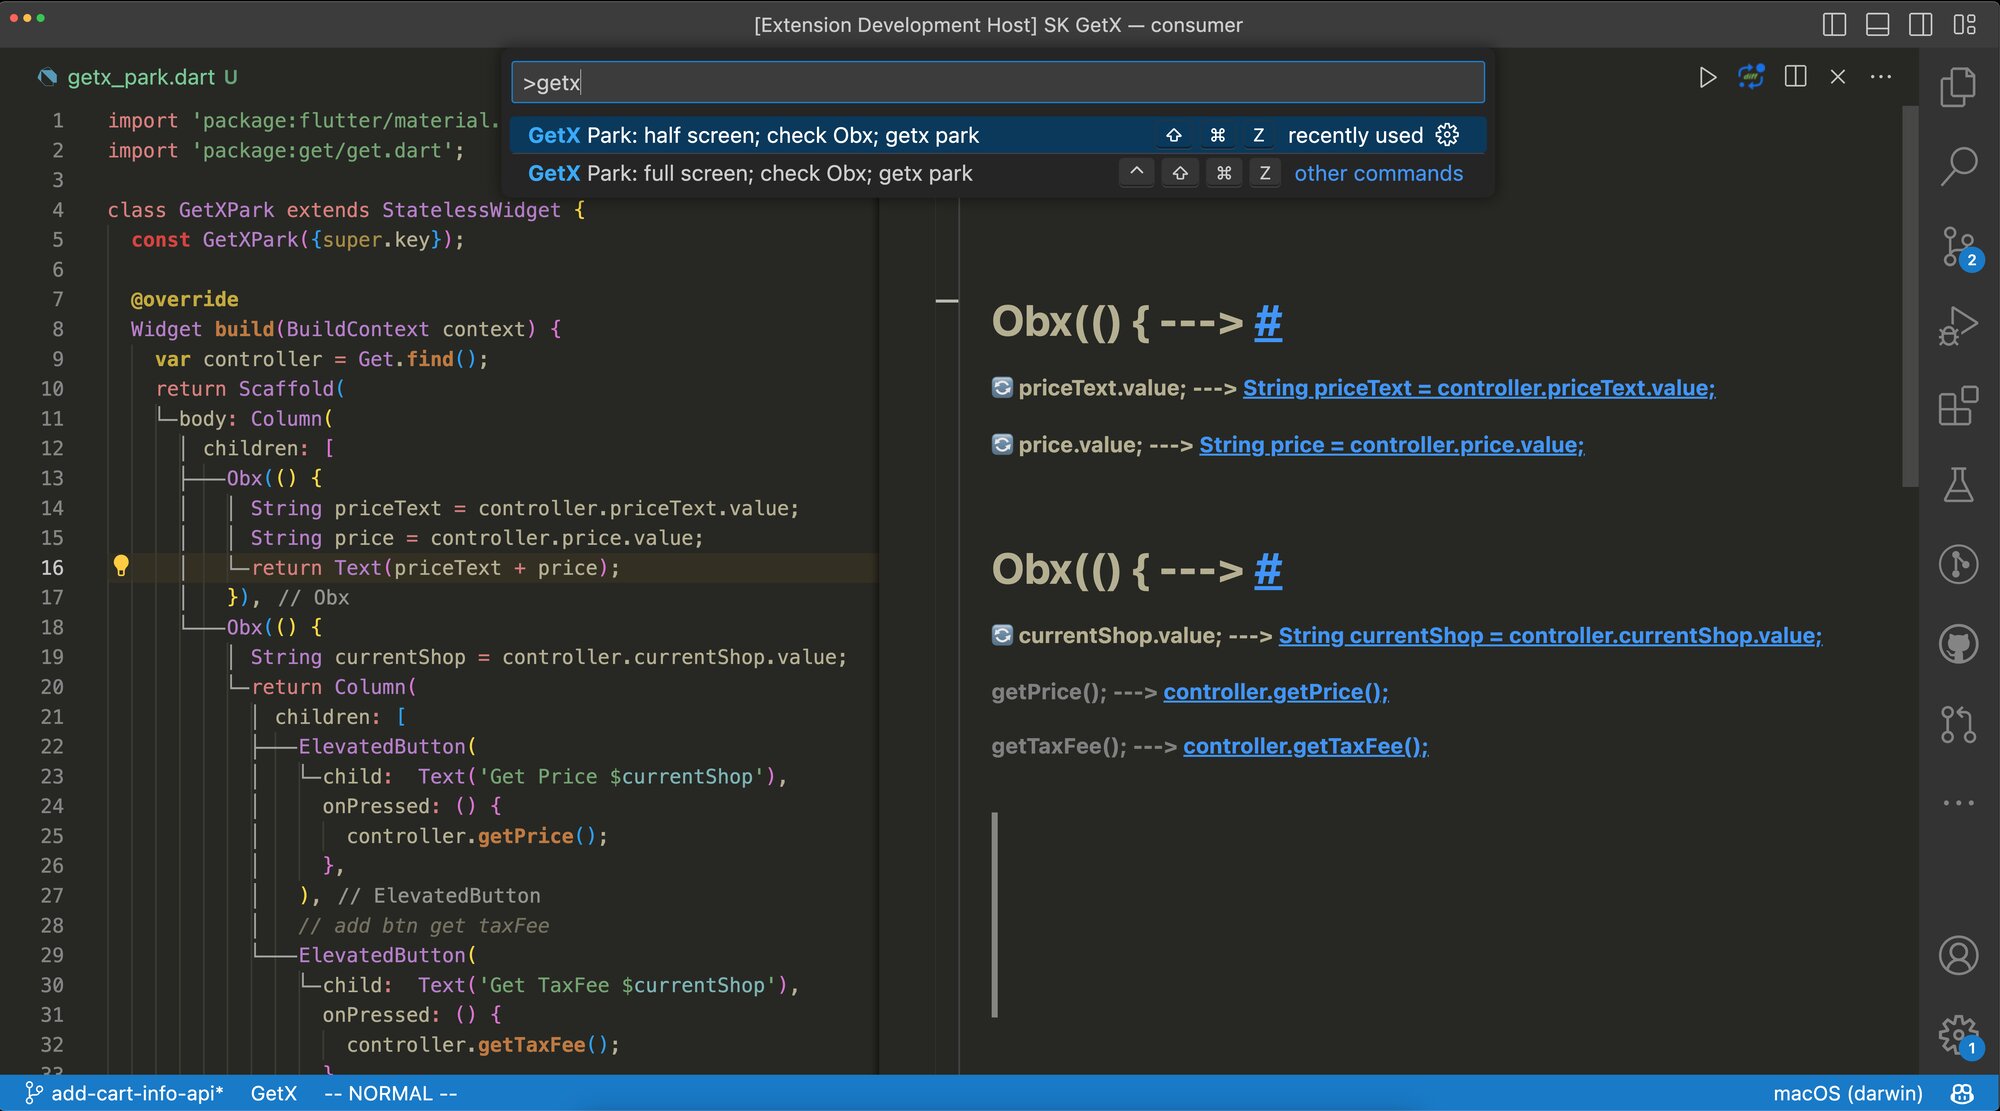 [Extension Development Host] SK GetX — consumer
getx_park.dart U
>getx
GetX Park: half screen; check Obx; getx park ⇧ ⌘ Z recently used
GetX Park: full screen; check Obx; getx park ^ ⇧ ⌘ Z other commands
1 import 'package:flutter/material.
2 import 'package:get/get.dart';
3
4 class GetXPark extends StatelessWidget {
5 const GetXPark({super.key});
6
7 @override
8 Widget build(BuildContext context) {
9 var controller = Get.find();
10 return Scaffold(
11 body: Column(
12 children: [
13 Obx(() {
14 String priceText = controller.priceText.value;
15 String price = controller.price.value;
16 return Text(priceText + price);
17 }), // Obx
18 Obx(() {
19 String currentShop = controller.currentShop.value;
20 return Column(
21 children: [
22 ElevatedButton(
23 child: Text('Get Price $currentShop'),
24 onPressed: () {
25 controller.getPrice();
26 },
27 ), // ElevatedButton
28 // add btn get taxFee
29 ElevatedButton(
30 child: Text('Get TaxFee $currentShop'),
31 onPressed: () {
32 controller.getTaxFee();
33 }
Obx(() { ---> #
priceText.value; ---> String priceText = controller.priceText.value;
price.value; ---> String price = controller.price.value;
Obx(() { ---> #
currentShop.value; ---> String currentShop = controller.currentShop.value;
getPrice(); ---> controller.getPrice();
getTaxFee(); ---> controller.getTaxFee();
2
1
add-cart-info-api* GetX -- NORMAL -- macOS (darwin)